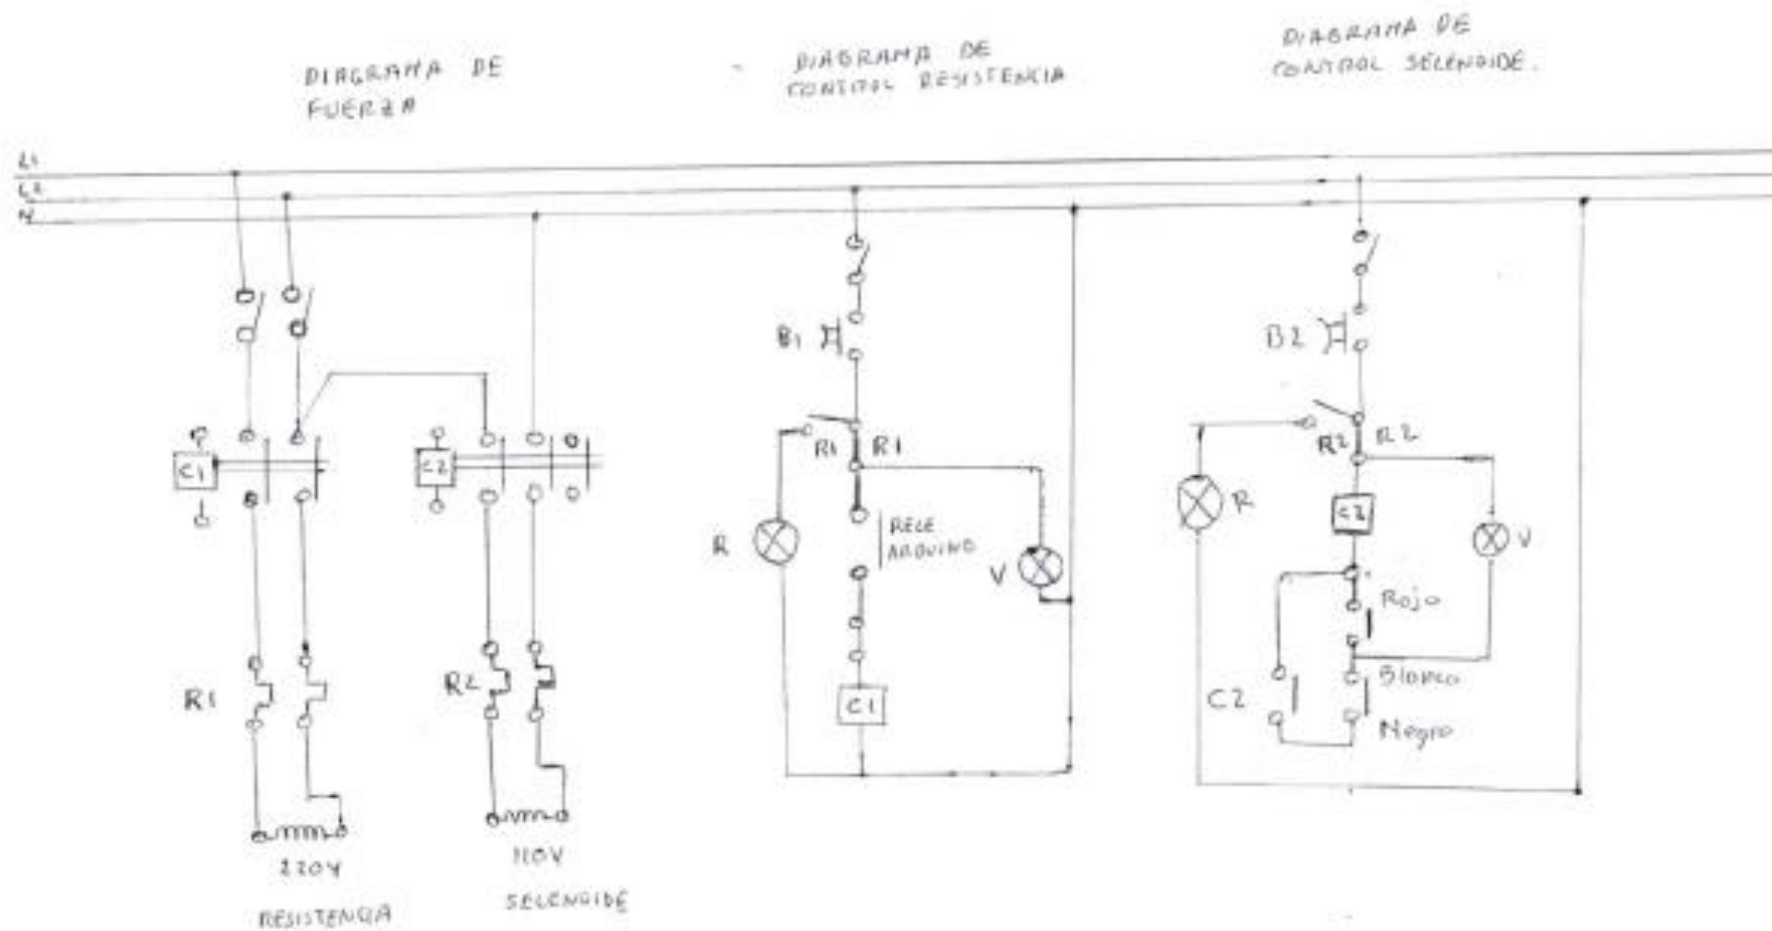 DIAGRAMA DE
FUERZA
DIAGRAMA DE
CONTROL RESISTENCIA
DIAGRAMA DE
CONTROL SELENOIDE.
L1
L2
N
B1
B2
C1
C2
R1
R1
R2
R2
R
RELE
ARDUINO
V
R
C2
V
Rojo
Blanco
C2
Negro
C1
R1
R2
220V
RESISTENCIA
110V
SELENOIDE